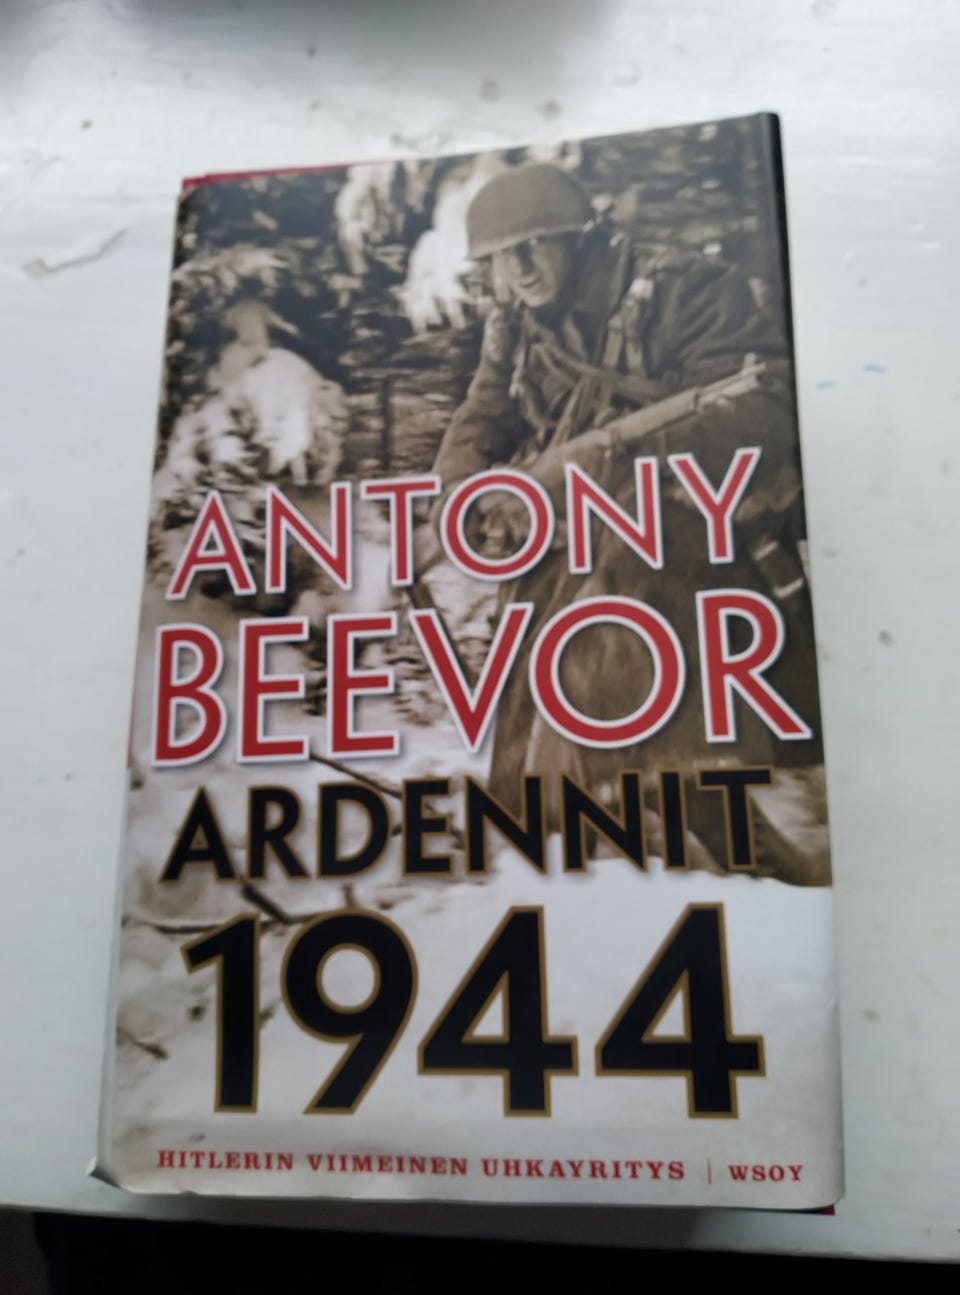 ANTONY
BEEVOR
ARDENNIT
1944
HITLERIN VIIMEINEN UHKAYRITYS | WSOY